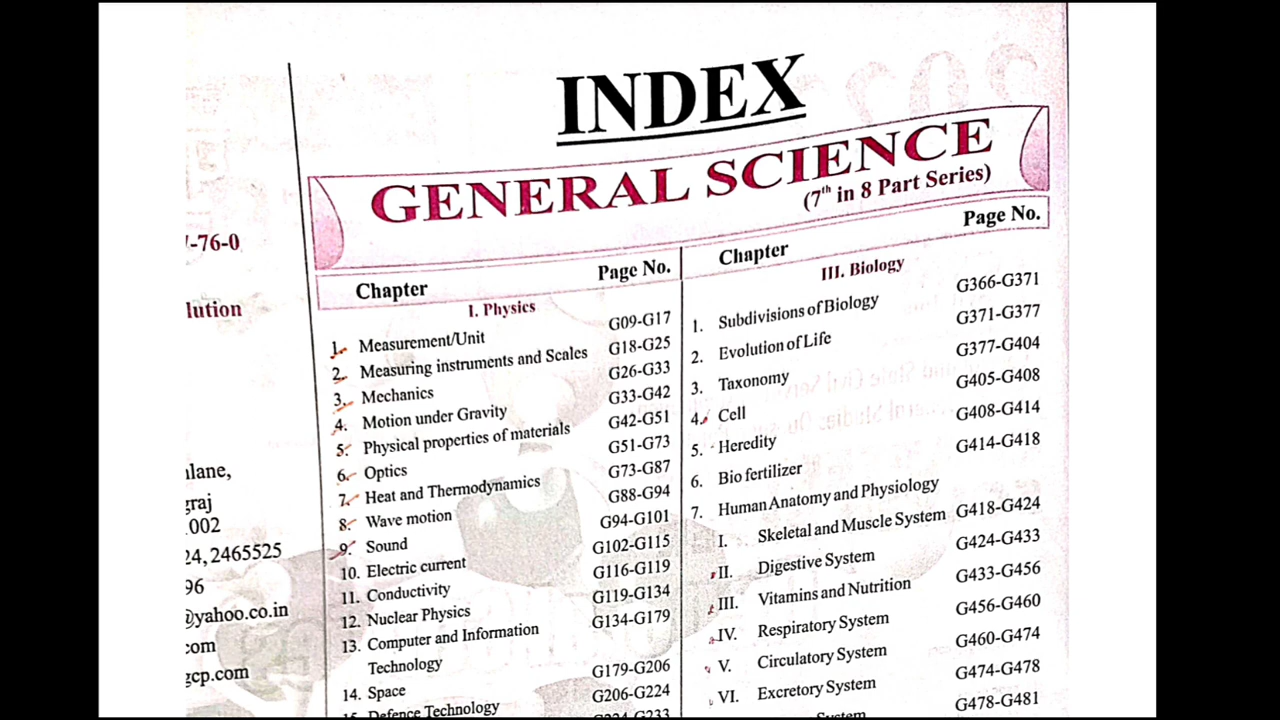 -76-0
lution
lane,
graj
002
24, 2465525
96
@yahoo.co.in
com
gcp.com
INDEX
GENERAL SCIENCE
(7th in 8 Part Series)
Chapter Page No.
I. Physics
1. Measurement/Unit G09-G17
2. Measuring instruments and Scales G18-G25
3. Mechanics G26-G33
4. Motion under Gravity G33-G42
5. Physical properties of materials G42-G51
6. Optics G51-G73
7. Heat and Thermodynamics G73-G87
8. Wave motion G88-G94
9. Sound G94-G101
10. Electric current G102-G115
11. Conductivity G116-G119
12. Nuclear Physics G119-G134
13. Computer and Information G134-G179
Technology
14. Space G179-G206
15. Defence Technology G206-G224
G224-G233
Chapter Page No.
III. Biology
1. Subdivisions of Biology G366-G371
2. Evolution of Life G371-G377
3. Taxonomy G377-G404
4. Cell G405-G408
5. Heredity G408-G414
6. Bio fertilizer G414-G418
7. Human Anatomy and Physiology
I. Skeletal and Muscle System G418-G424
II. Digestive System G424-G433
III. Vitamins and Nutrition G433-G456
IV. Respiratory System G456-G460
V. Circulatory System G460-G474
VI. Excretory System G474-G478
System G478-G481